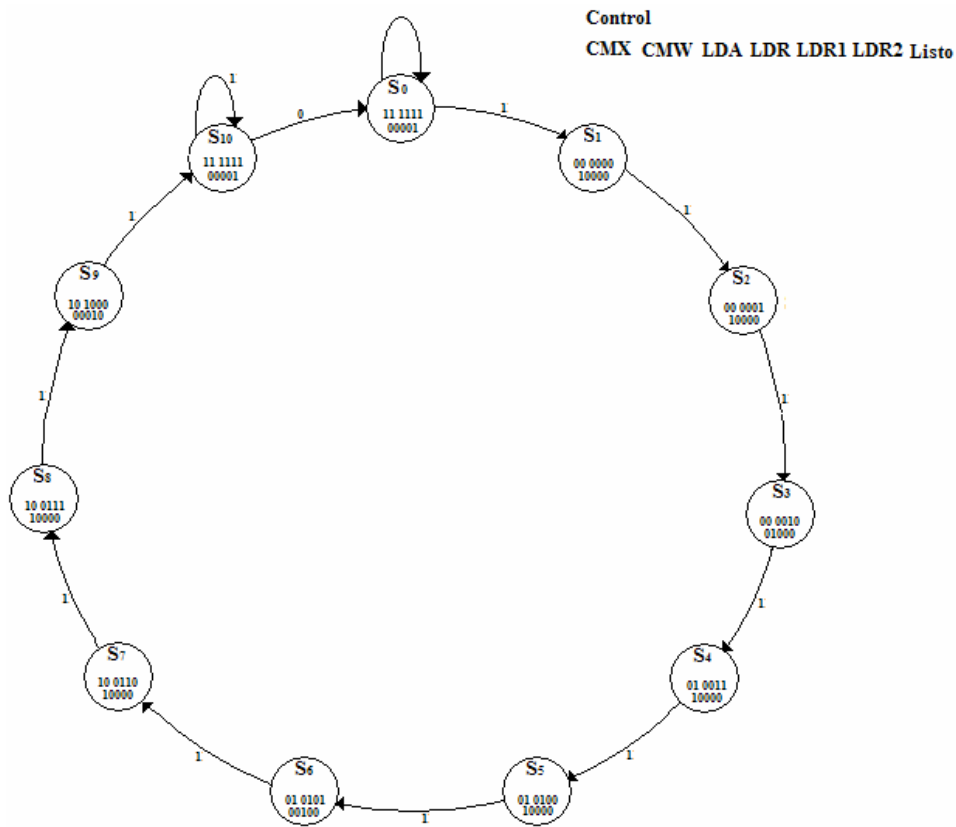 Control
CMX CMW LDA LDR LDR1 LDR2 Listo
S0
11 1111
00001
1
S1
00 0000
10000
1
S2
00 0001
10000
1
S3
00 0010
01000
1
S4
01 0011
10000
1
S5
01 0100
10000
1
S6
01 0101
00100
1
S7
10 0110
10000
1
S8
10 0111
10000
1
S9
10 1000
00010
1
S10
11 1111
00001
1
0